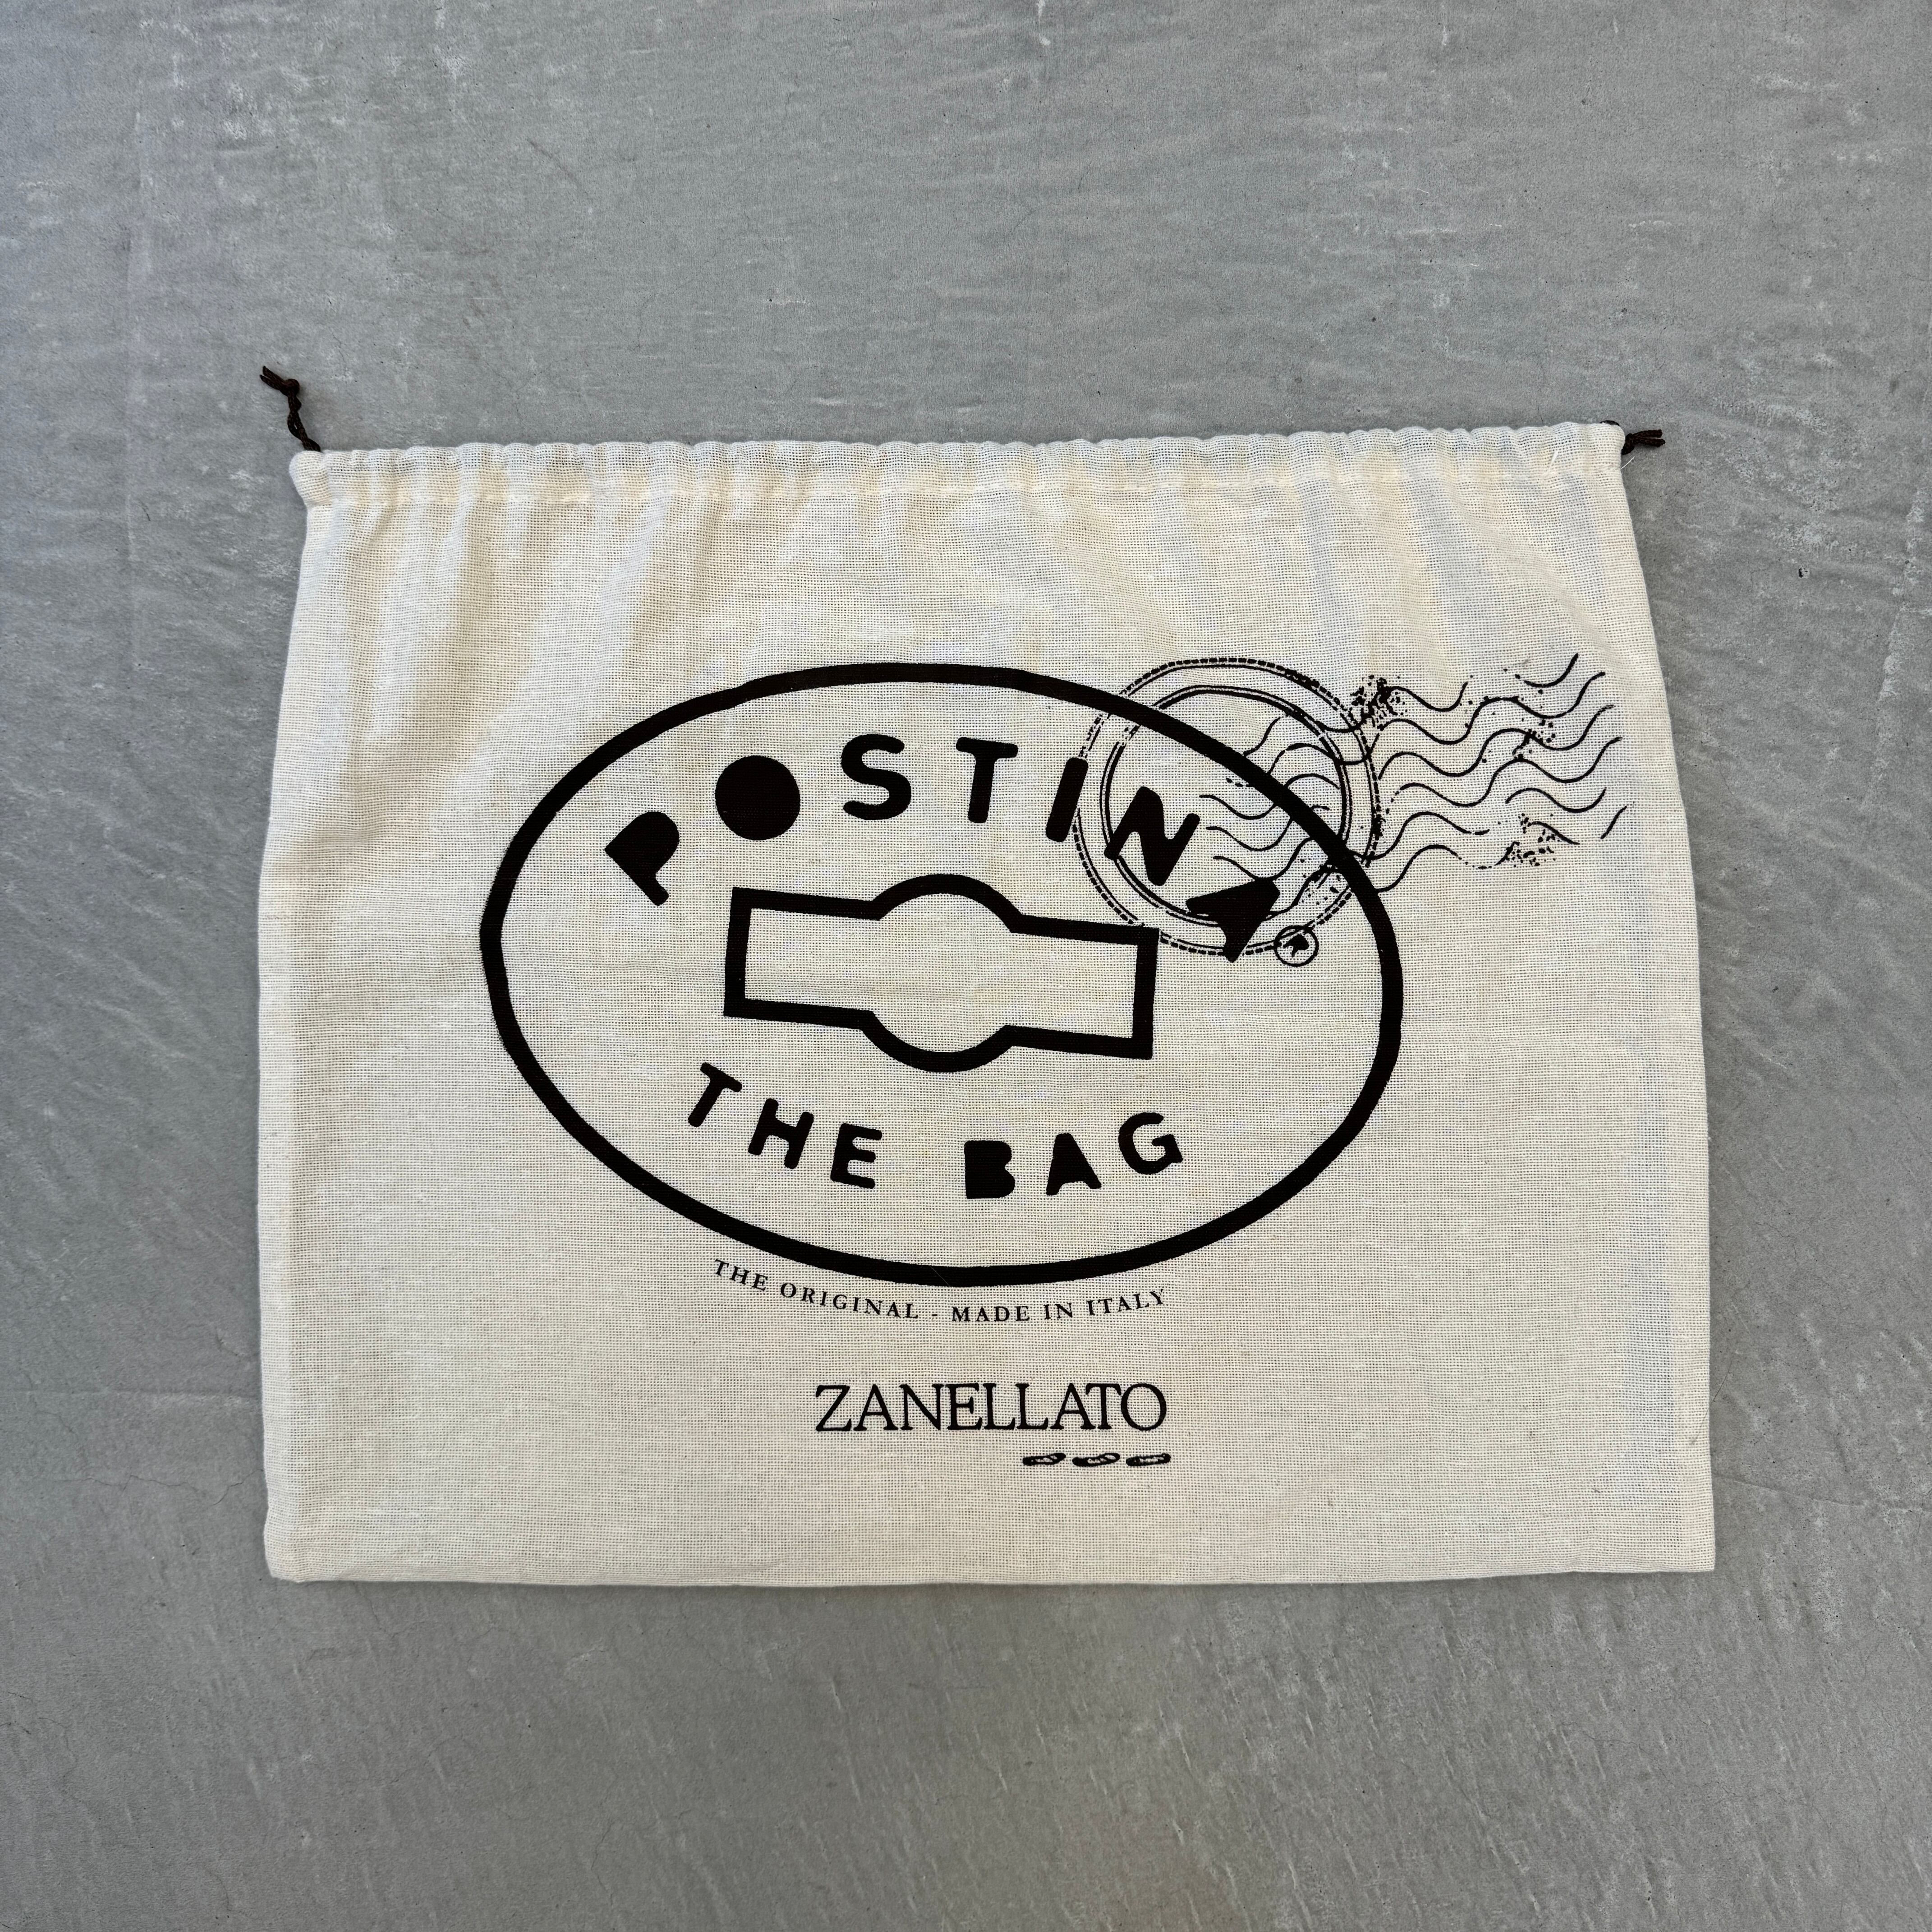 POSTINA
THE BAG
THE ORIGINAL - MADE IN ITALY
ZANELLATO